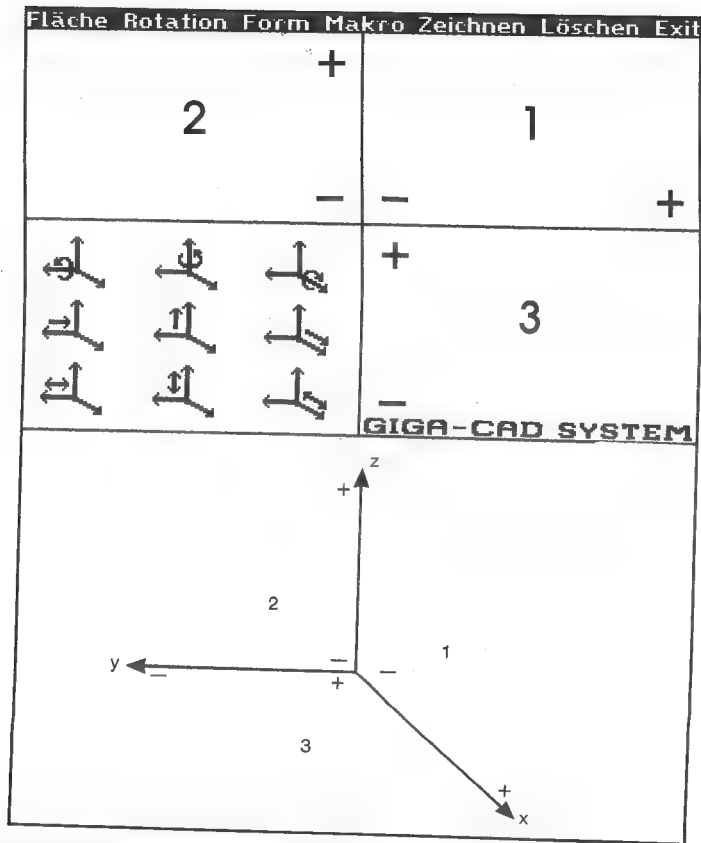 Fläche Rotation Form Makro Zeichnen Löschen Exit
+
2 1
− − +
+
3
−
GIGA-CAD SYSTEM
z
+
2
1
y − − −
+
3
+
x